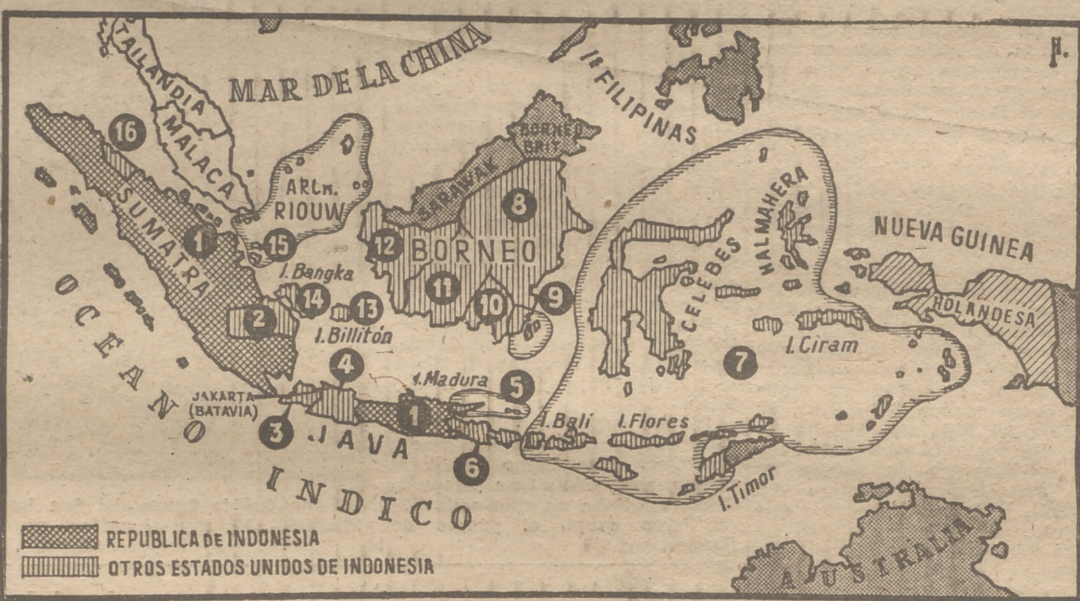 TAILANDIA
MALACA
MAR DE LA CHINA
Is FILIPINAS
16
SUMATRA
1
ARCh.
RIOUW
15
BORNEO
BRIT.
SARAWAK
8
12
BORNEO
11
10
9
HALMAHERA
CELEBES
NUEVA GUINEA
HOLANDESA
I. Bangka
14
13
I. Billitón
2
I. Ciram
7
4
I. Madura
5
JAKARTA
(BATAVIA)
3
1
JAVA
6
I. Balí
I. Flores
I. Timor
OCEANO
INDICO
AUSTRALIA
REPUBLICA DE INDONESIA
OTROS ESTADOS UNIDOS DE INDONESIA